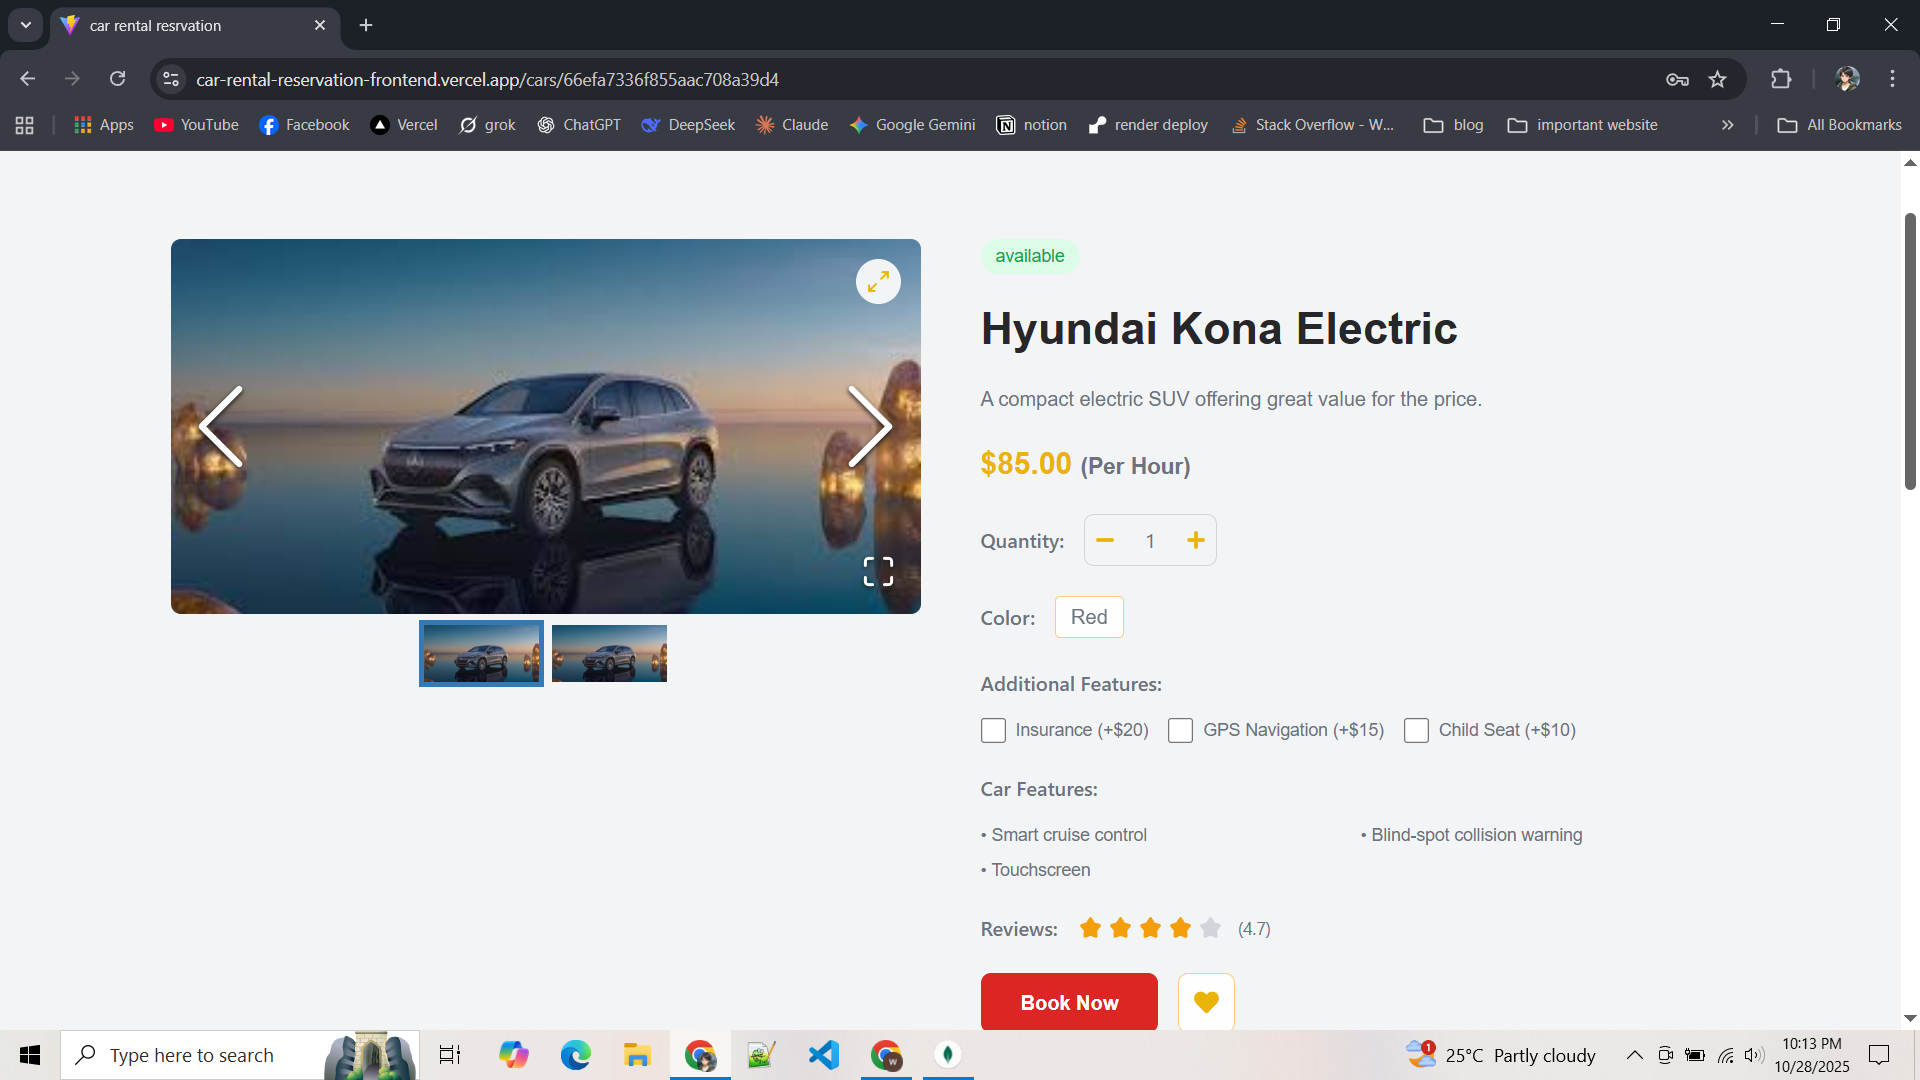 car rental resrvation
car-rental-reservation-frontend.vercel.app/cars/66efa7336f855aac708a39d4
Apps YouTube Facebook Vercel grok ChatGPT DeepSeek Claude Google Gemini notion render deploy Stack Overflow - W... blog important website » All Bookmarks
available
Hyundai Kona Electric
A compact electric SUV offering great value for the price.
$85.00 (Per Hour)
Quantity: 1
Color: Red
Additional Features:
Insurance (+$20) GPS Navigation (+$15) Child Seat (+$10)
Car Features:
• Smart cruise control • Blind-spot collision warning
• Touchscreen
Reviews: (4.7)
Book Now
Type here to search
1
W
25°C Partly cloudy
10:13 PM
10/28/2025